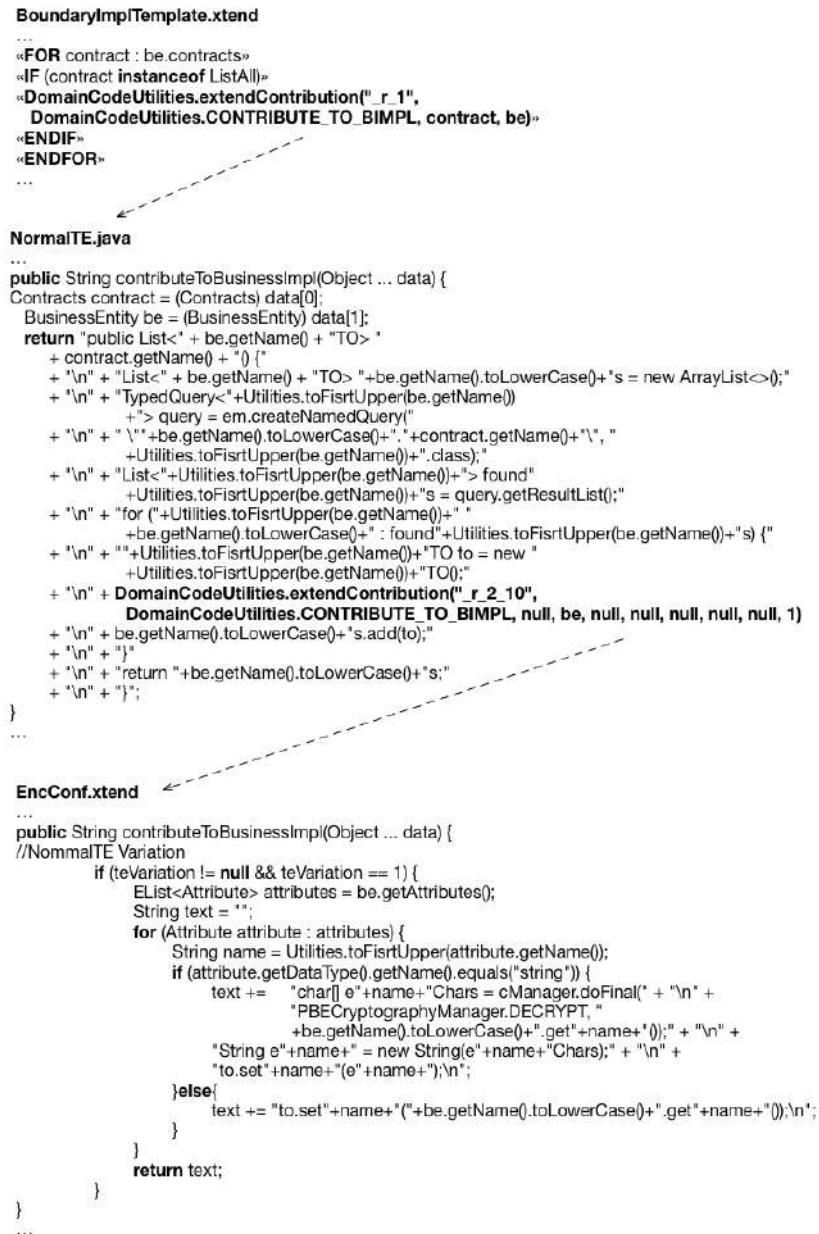 BoundaryImplTemplate.xtend
...
«FOR contract : be.contracts»
«IF (contract instanceof ListAll)»
«DomainCodeUtilities.extendContribution("_r_1",
DomainCodeUtilities.CONTRIBUTE_TO_BIMPL, contract, be)»
«ENDIF»
«ENDFOR»
...
NormalTE.java
...
public String contributeToBusinessImpl(Object ... data) {
Contracts contract = (Contracts) data[0];
BusinessEntity be = (BusinessEntity) data[1];
return "public List<" + be.getName() + "TO> "
+ contract.getName() + "() {"
+ "\n" + "List<" + be.getName() + "TO> "+be.getName().toLowerCase()+"s = new ArrayList<>();"
+ "\n" + "TypedQuery<"+Utilities.toFisrtUpper(be.getName())
+"> query = em.createNamedQuery("
+ "\n" + " \""+be.getName().toLowerCase()+"."+contract.getName()+"\", "
+Utilities.toFisrtUpper(be.getName())+".class);"
+ "\n" + "List<"+Utilities.toFisrtUpper(be.getName())+"> found"
+Utilities.toFisrtUpper(be.getName())+"s = query.getResultList();"
+ "\n" + "for ("+Utilities.toFisrtUpper(be.getName())+" "
+be.getName().toLowerCase()+" : found"+Utilities.toFisrtUpper(be.getName())+"s) {"
+ "\n" + ""+Utilities.toFisrtUpper(be.getName())+"TO to = new "
+Utilities.toFisrtUpper(be.getName())+"TO();"
+ "\n" + DomainCodeUtilities.extendContribution("_r_2_10",
DomainCodeUtilities.CONTRIBUTE_TO_BIMPL, null, be, null, null, null, null, null, 1)
+ "\n" + be.getName().toLowerCase()+"s.add(to);"
+ "\n" + "}"
+ "\n" + "return "+be.getName().toLowerCase()+"s;"
+ "\n" + "}";
}
...
EncConf.xtend
...
public String contributeToBusinessImpl(Object ... data) {
//NommalTE Variation
if (teVariation != null && teVariation == 1) {
EList<Attribute> attributes = be.getAttributes();
String text = "";
for (Attribute attribute : attributes) {
String name = Utilities.toFisrtUpper(attribute.getName());
if (attribute.getDataType().getName().equals("string")) {
text += "char[] e"+name+"Chars = cManager.doFinal(" + "\n" +
"PBECryptographyManager.DECRYPT, "
+be.getName().toLowerCase()+".get"+name+"());" + "\n" +
"String e"+name+" = new String(e"+name+"Chars);" + "\n" +
"to.set"+name+"(e"+name+");\n";
}else{
text += "to.set"+name+"("+be.getName().toLowerCase()+".get"+name+"());\n";
}
}
return text;
}
}
...